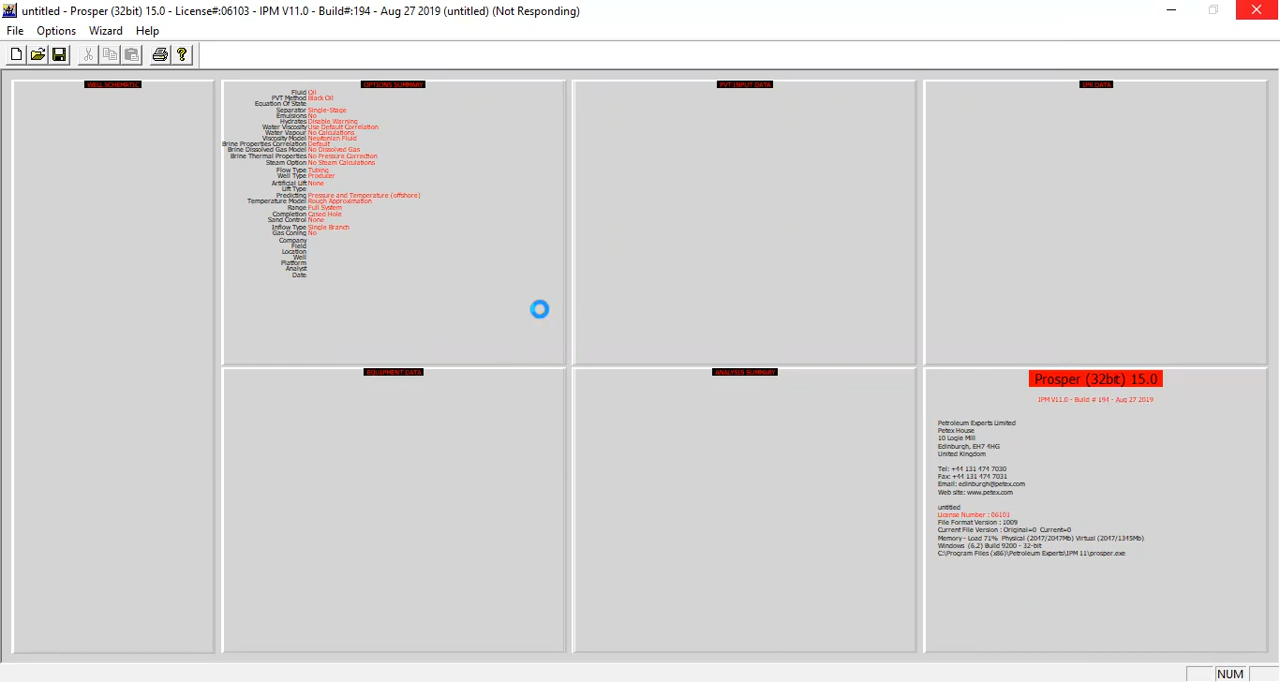 untitled - Prosper (32bit) 15.0 - License#:06103 - IPM V11.0 - Build#:194 - Aug 27 2019 (untitled) (Not Responding)
File Options Wizard Help
WELL SCHEMATIC
OPTIONS SUMMARY
Fluid Oil
PVT Method Black Oil
Equation Of State
Separator Single-Stage
Emulsions No
Hydrates Disable Warning
Water Viscosity Use Default Correlation
Water Vapour No Calculations
Viscosity Model Newtonian Fluid
Brine Properties Correlation Default
Brine Dissolved Gas Model No Dissolved Gas
Brine Thermal Properties No Pressure Correction
Steam Option No Steam Calculations
Flow Type Tubing
Well Type Producer
Artificial Lift None
Lift Type
Predicting Pressure and Temperature (offshore)
Temperature Model Rough Approximation
Range Full System
Completion Cased Hole
Sand Control None
Inflow Type Single Branch
Gas Coning No
Company
Field
Location
Well
Platform
Analyst
Date
PVT INPUT DATA
IPR DATA
EQUIPMENT DATA
ANALYSIS SUMMARY
Prosper (32bit) 15.0
IPM V11.0 - Build # 194 - Aug 27 2019
Petroleum Experts Limited
Petex House
10 Logie Mill
Edinburgh, EH7 4HG
United Kingdom
Tel: +44 131 474 7030
Fax: +44 131 474 7031
Email: edinburgh@petex.com
Web site: www.petex.com
untitled
License Number : 06103
File Format Version : 1009
Current File Version : Original=0 Current=0
Memory - Load 71% Physical (2047/2047Mb) Virtual (2047/1345Mb)
Windows (6.2) Build 9200 - 32-bit
C:\Program Files (x86)\Petroleum Experts\IPM 11\prosper.exe
NUM